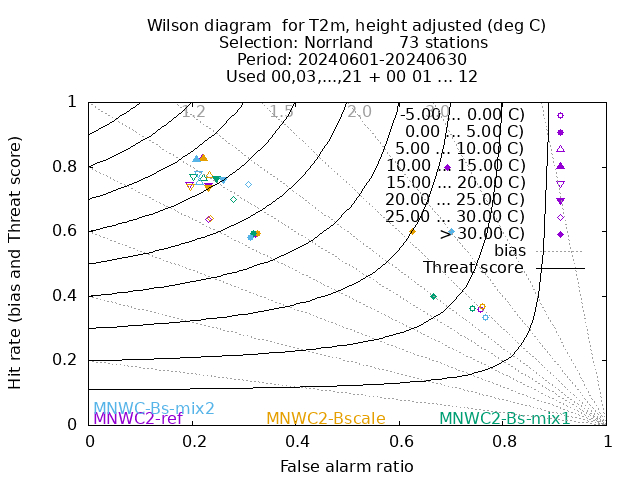 Wilson diagram  for T2m, height adjusted (deg C)
Selection: Norrland     73 stations
Period: 20240601-20240630
Used 00,03,...,21 + 00 01 ... 12
Hit rate (bias and Threat score)
1
0.8
0.6
0.4
0.2
0
1.2
1.5
2.0
3.0
-5.00 ... 0.00 C)
0.00 ... 5.00 C)
5.00 ... 10.00 C)
10.00 ... 15.00 C)
15.00 ... 20.00 C)
20.00 ... 25.00 C)
25.00 ... 30.00 C)
> 30.00 C)
bias
Threat score
MNWC-Bs-mix2
MNWC2-ref
MNWC2-Bscale
MNWC2-Bs-mix1
0
0.2
0.4
0.6
0.8
1
False alarm ratio